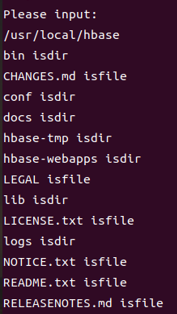 Please input:
/usr/local/hbase
bin isdir
CHANGES.md isfile
conf isdir
docs isdir
hbase-tmp isdir
hbase-webapps isdir
LEGAL isfile
lib isdir
LICENSE.txt isfile
logs isdir
NOTICE.txt isfile
README.txt isfile
RELEASENOTES.md isfile